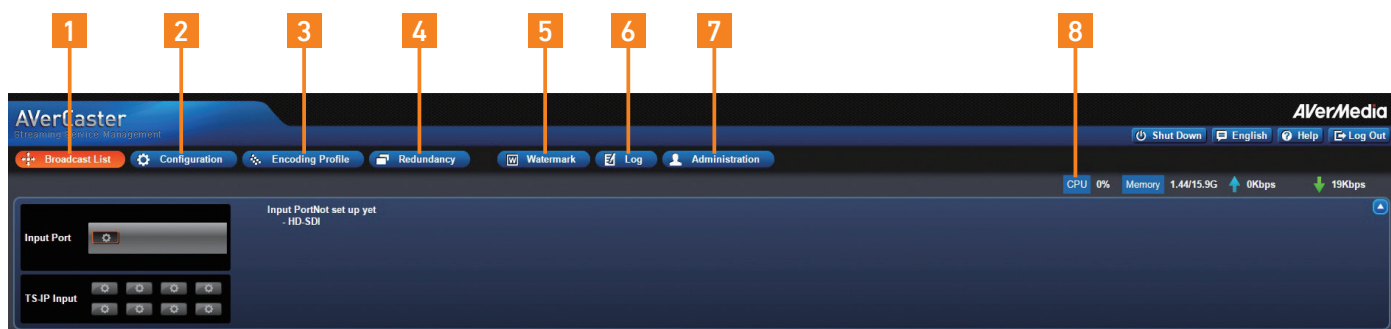 1 2 3 4 5 6 7 8
AVerCaster
AVerMedia
Streaming Service Management
Shut Down English Help Log Out
Broadcast List Configuration Encoding Profile Redundancy Watermark Log Administration
CPU 0% Memory 1.44/15.9G 0Kbps 19Kbps
Input PortNot set up yet
- HD-SDI
Input Port
TS-IP Input